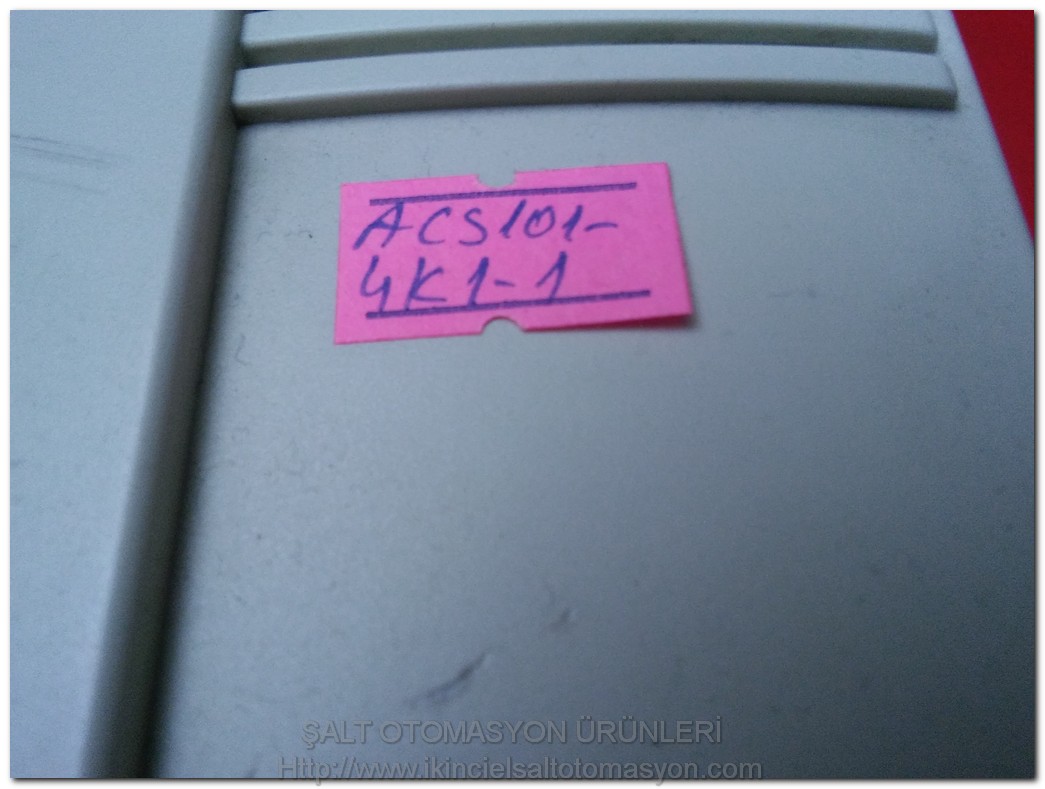 ACS101-
4K1-1
ŞALT OTOMASYON ÜRÜNLERİ
Http://www.ikincielsaltotomasyon.com